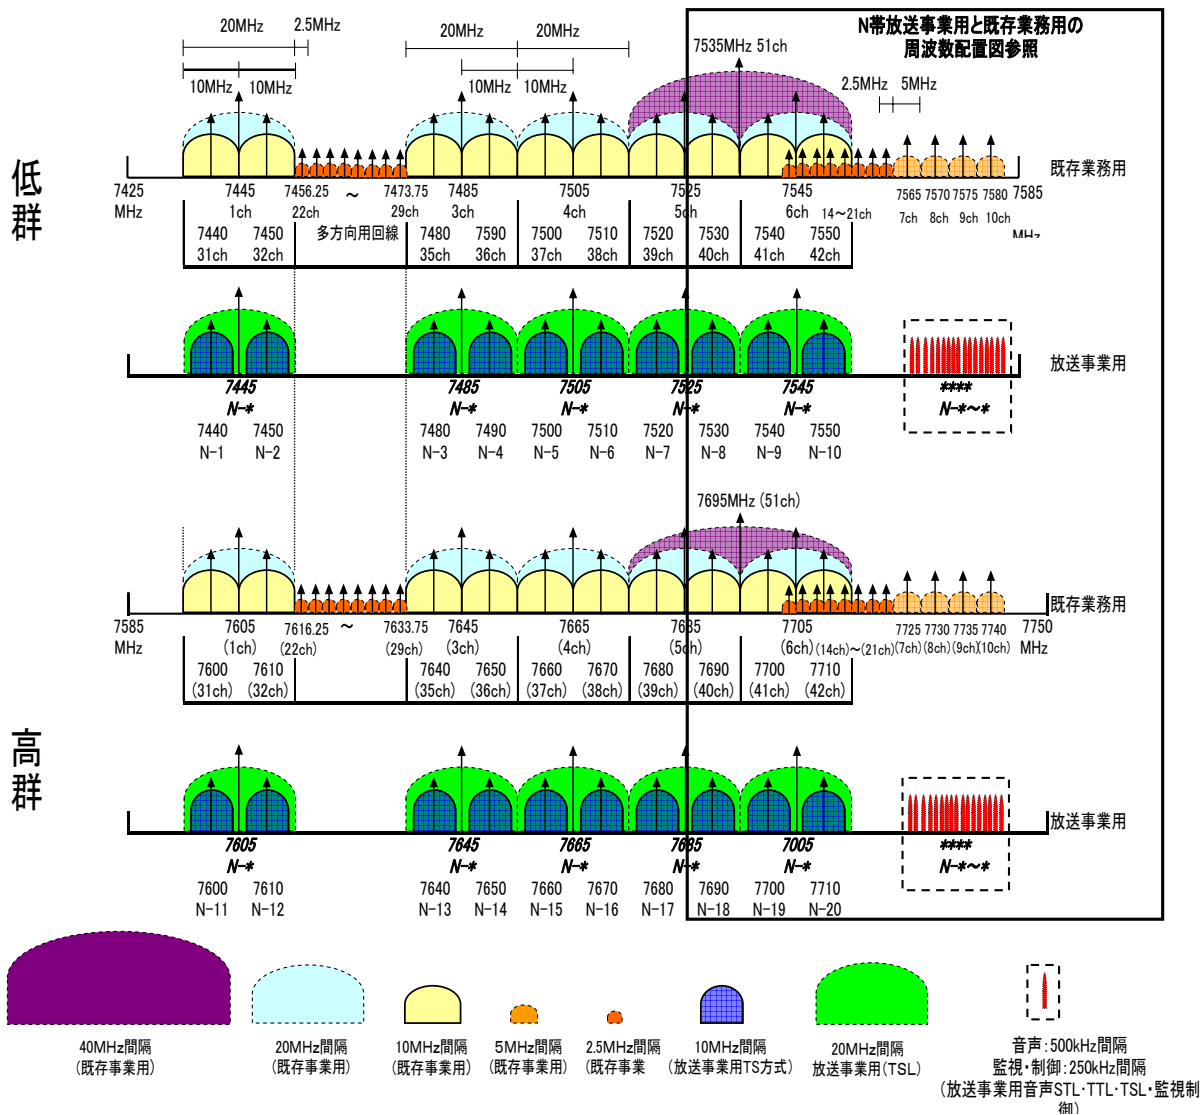 N帯放送事業用と既存業務用の
周波数配置図参照
20MHz 2.5MHz 20MHz 20MHz 7535MHz 51ch
10MHz 10MHz 10MHz 10MHz 2.5MHz 5MHz
低群
既存業務用
7425 7445 7456.25 ～ 7473.75 7485 7505 7525 7545 7565 7570 7575 7580 7585
MHz 1ch 22ch 29ch 3ch 4ch 5ch 6ch 14～21ch 7ch 8ch 9ch 10ch MHz
7440 7450 多方向用回線 7480 7590 7500 7510 7520 7530 7540 7550
31ch 32ch 35ch 36ch 37ch 38ch 39ch 40ch 41ch 42ch
放送事業用
7445 7485 7505 7525 7545 ****
N-* N-* N-* N-* N-* N-*～*
7440 7450 7480 7490 7500 7510 7520 7530 7540 7550
N-1 N-2 N-3 N-4 N-5 N-6 N-7 N-8 N-9 N-10
7695MHz (51ch)
既存業務用
7585 7605 7616.25 ～ 7633.75 7645 7665 7685 7705 7725 7730 7735 7740 7750
MHz (1ch) (22ch) (29ch) (3ch) (4ch) (5ch) (6ch) (14ch)～(21ch) (7ch) (8ch) (9ch) (10ch) MHz
7600 7610 7640 7650 7660 7670 7680 7690 7700 7710
(31ch) (32ch) (35ch) (36ch) (37ch) (38ch) (39ch) (40ch) (41ch) (42ch)
高群
放送事業用
7605 7645 7665 7685 7005 ****
N-* N-* N-* N-* N-* N-*～*
7600 7610 7640 7650 7660 7670 7680 7690 7700 7710
N-11 N-12 N-13 N-14 N-15 N-16 N-17 N-18 N-19 N-20
40MHz間隔
(既存事業用)
20MHz間隔
(既存事業用)
10MHz間隔
(既存事業用)
5MHz間隔
(既存事業用)
2.5MHz間隔
(既存事業
10MHz間隔
(放送事業用TS方式)
20MHz間隔
放送事業用(TSL)
音声:500kHz間隔
監視・制御:250kHz間隔
(放送事業用音声STL・TTL・TSL・監視制
御)